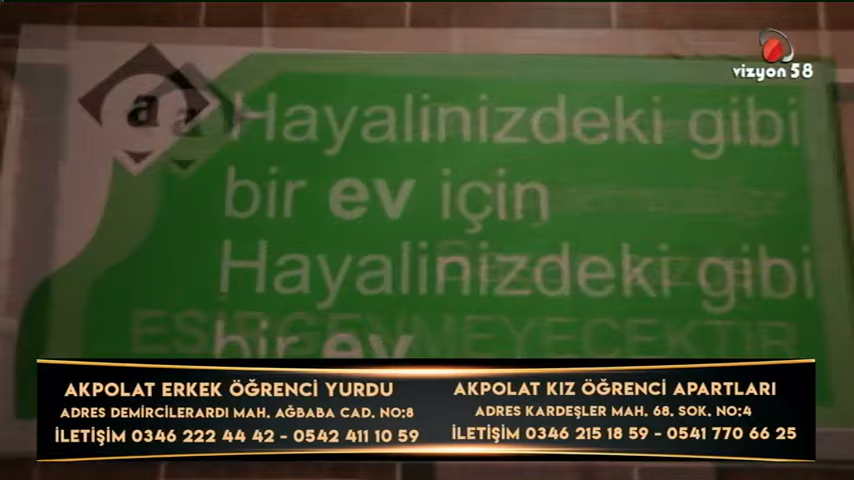 vizyon 58
a a
Hayalinizdeki gibi
bir ev için
Hayalinizdeki gibi
ESİRGENMEYECEKTİR
bir ev
AKPOLAT ERKEK ÖĞRENCİ YURDU
ADRES DEMİRCİLERARDI MAH. AĞBABA CAD. NO:8
İLETİŞİM 0346 222 44 42 - 0542 411 10 59
AKPOLAT KIZ ÖĞRENCİ APARTLARI
ADRES KARDEŞLER MAH. 68. SOK. NO:4
İLETİŞİM 0346 215 18 59 - 0541 770 66 25